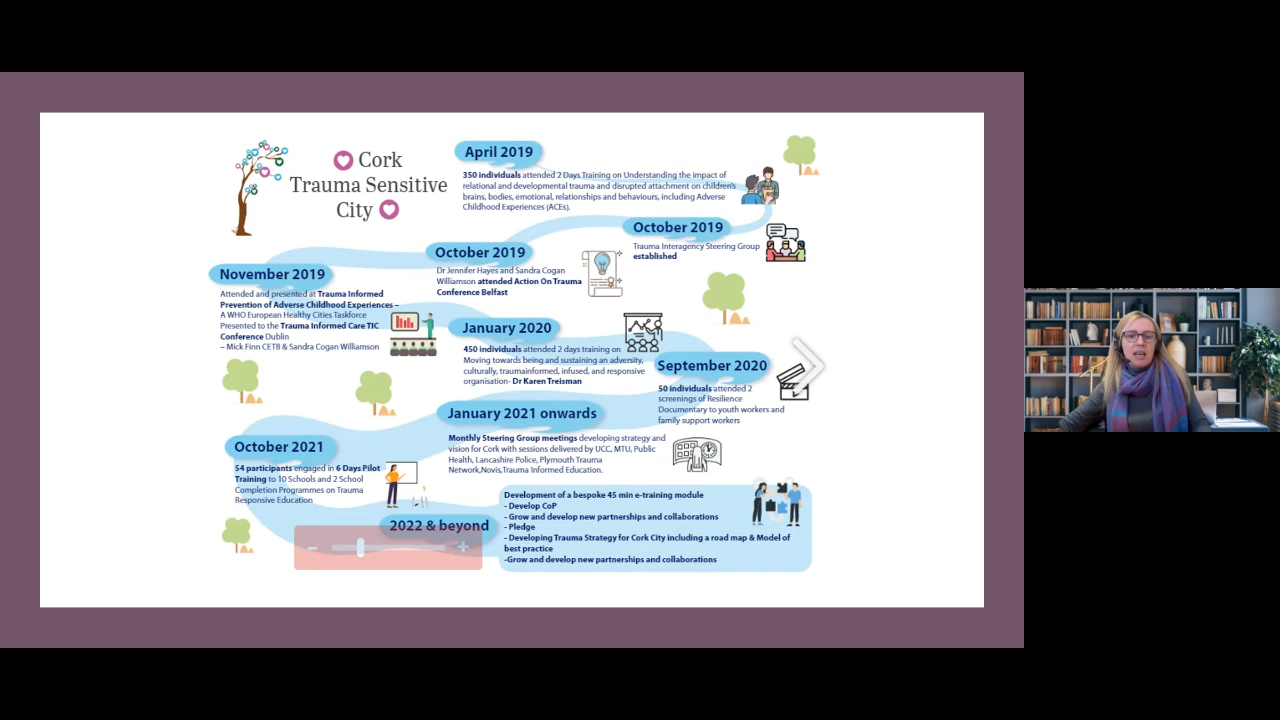 Cork
Trauma Sensitive
City
April 2019
350 individuals attended 2 Days Training on Understanding the impact of
relational and developmental trauma and disrupted attachment on children's
brains, bodies, emotional, relationships and behaviours, including Adverse
Childhood Experiences (ACEs).
October 2019
Trauma Interagency Steering Group
established
October 2019
Dr Jennifer Hayes and Sandra Cogan
Williamson attended Action On Trauma
Conference Belfast
November 2019
Attended and presented at Trauma Informed
Prevention of Adverse Childhood Experiences –
A WHO European Healthy Cities Taskforce
Presented to the Trauma Informed Care TIC
Conference Dublin
– Mick Finn CETB & Sandra Cogan Williamson
January 2020
450 individuals attended 2 days training on
Moving towards being and sustaining an adversity,
culturally, traumainformed, infused, and responsive
organisation- Dr Karen Treisman
September 2020
50 individuals attended 2
screenings of Resilience
Documentary to youth workers and
family support workers
January 2021 onwards
Monthly Steering Group meetings developing strategy and
vision for Cork with sessions delivered by UCC, MTU, Public
Health, Lancashire Police, Plymouth Trauma
Network,Novis,Trauma Informed Education.
October 2021
54 participants engaged in 6 Days Pilot
Training to 10 Schools and 2 School
Completion Programmes on Trauma
Responsive Education
2022 & beyond
Development of a bespoke 45 min e-training module
- Develop CoP
- Grow and develop new partnerships and collaborations
- Pledge
- Developing Trauma Strategy for Cork City including a road map & Model of
best practice
-Grow and develop new partnerships and collaborations